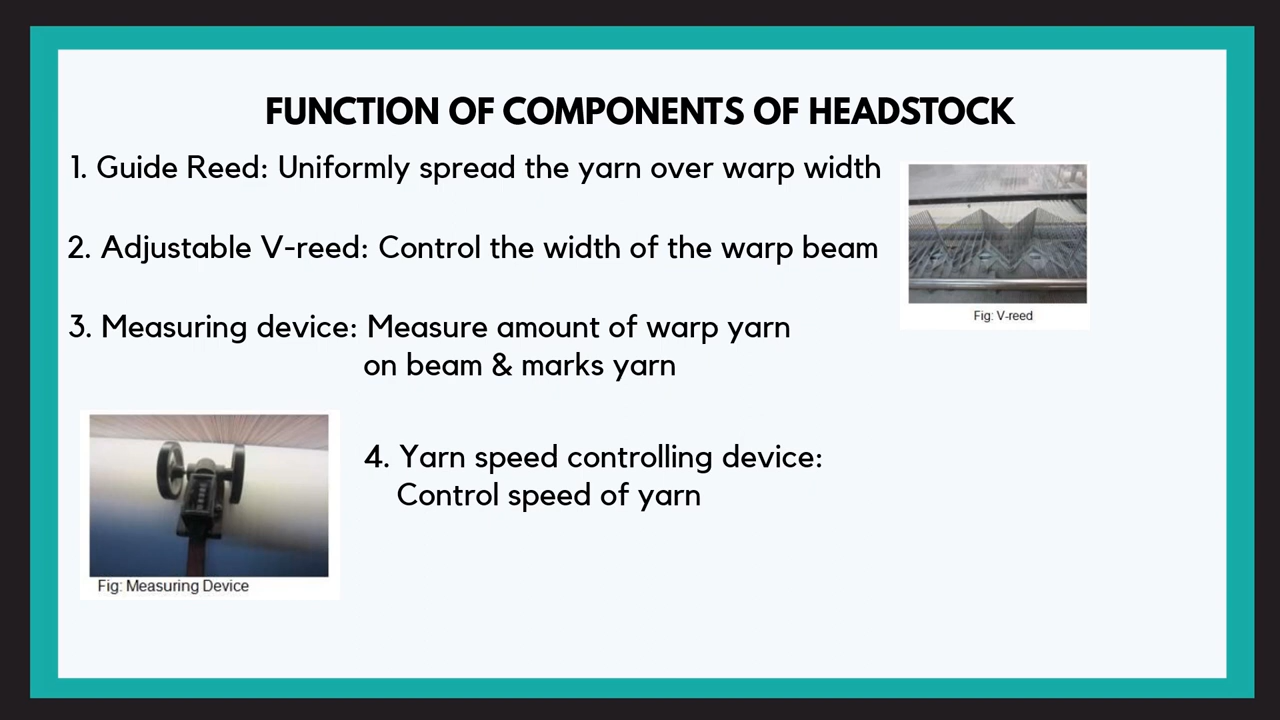 FUNCTION OF COMPONENTS OF HEADSTOCK
1. Guide Reed: Uniformly spread the yarn over warp width
2. Adjustable V-reed: Control the width of the warp beam
Fig: V-reed
3. Measuring device: Measure amount of warp yarn
on beam & marks yarn
4. Yarn speed controlling device:
Control speed of yarn
Fig: Measuring Device